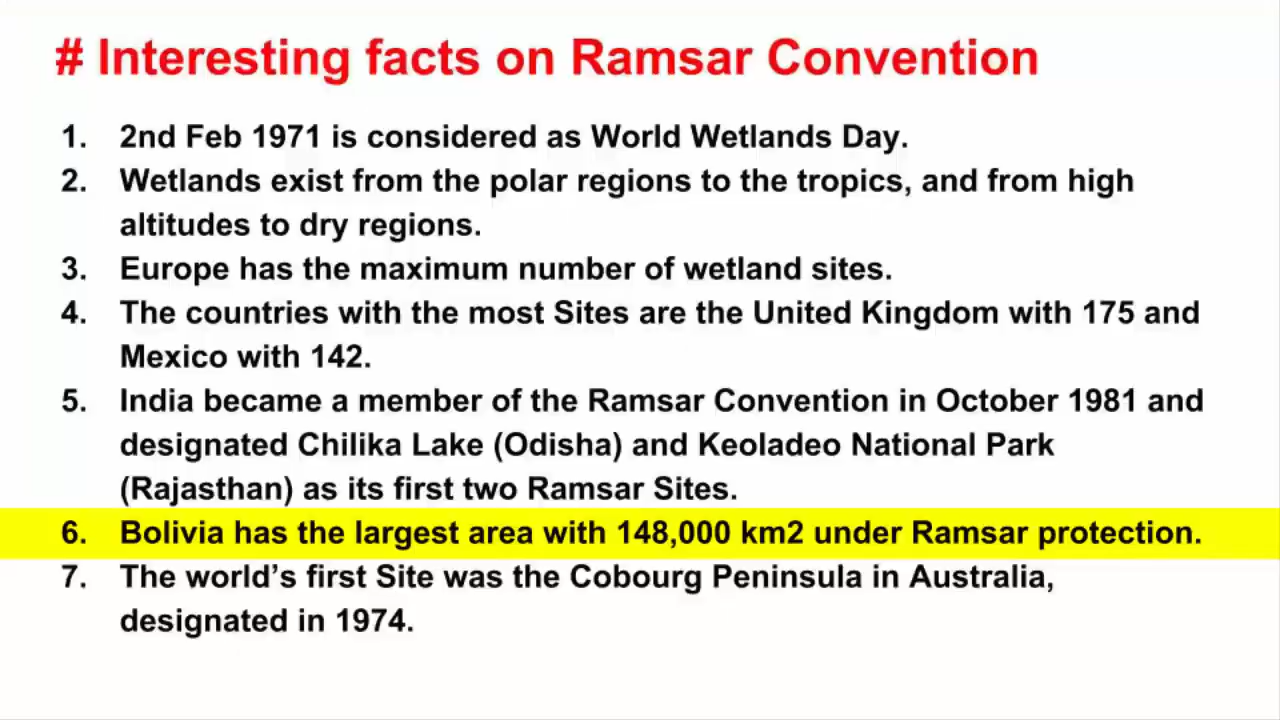 # Interesting facts on Ramsar Convention
1. 2nd Feb 1971 is considered as World Wetlands Day.
2. Wetlands exist from the polar regions to the tropics, and from high
altitudes to dry regions.
3. Europe has the maximum number of wetland sites.
4. The countries with the most Sites are the United Kingdom with 175 and
Mexico with 142.
5. India became a member of the Ramsar Convention in October 1981 and
designated Chilika Lake (Odisha) and Keoladeo National Park
(Rajasthan) as its first two Ramsar Sites.
6. Bolivia has the largest area with 148,000 km2 under Ramsar protection.
7. The world’s first Site was the Cobourg Peninsula in Australia,
designated in 1974.